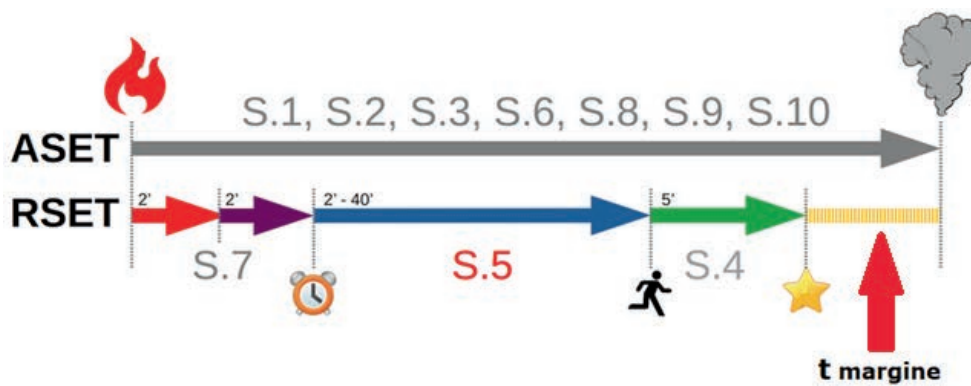 S.1, S.2, S.3, S.6, S.8, S.9, S.10
ASET
RSET
2' 2' 2' - 40' 5'
S.7 S.5 S.4
t margine